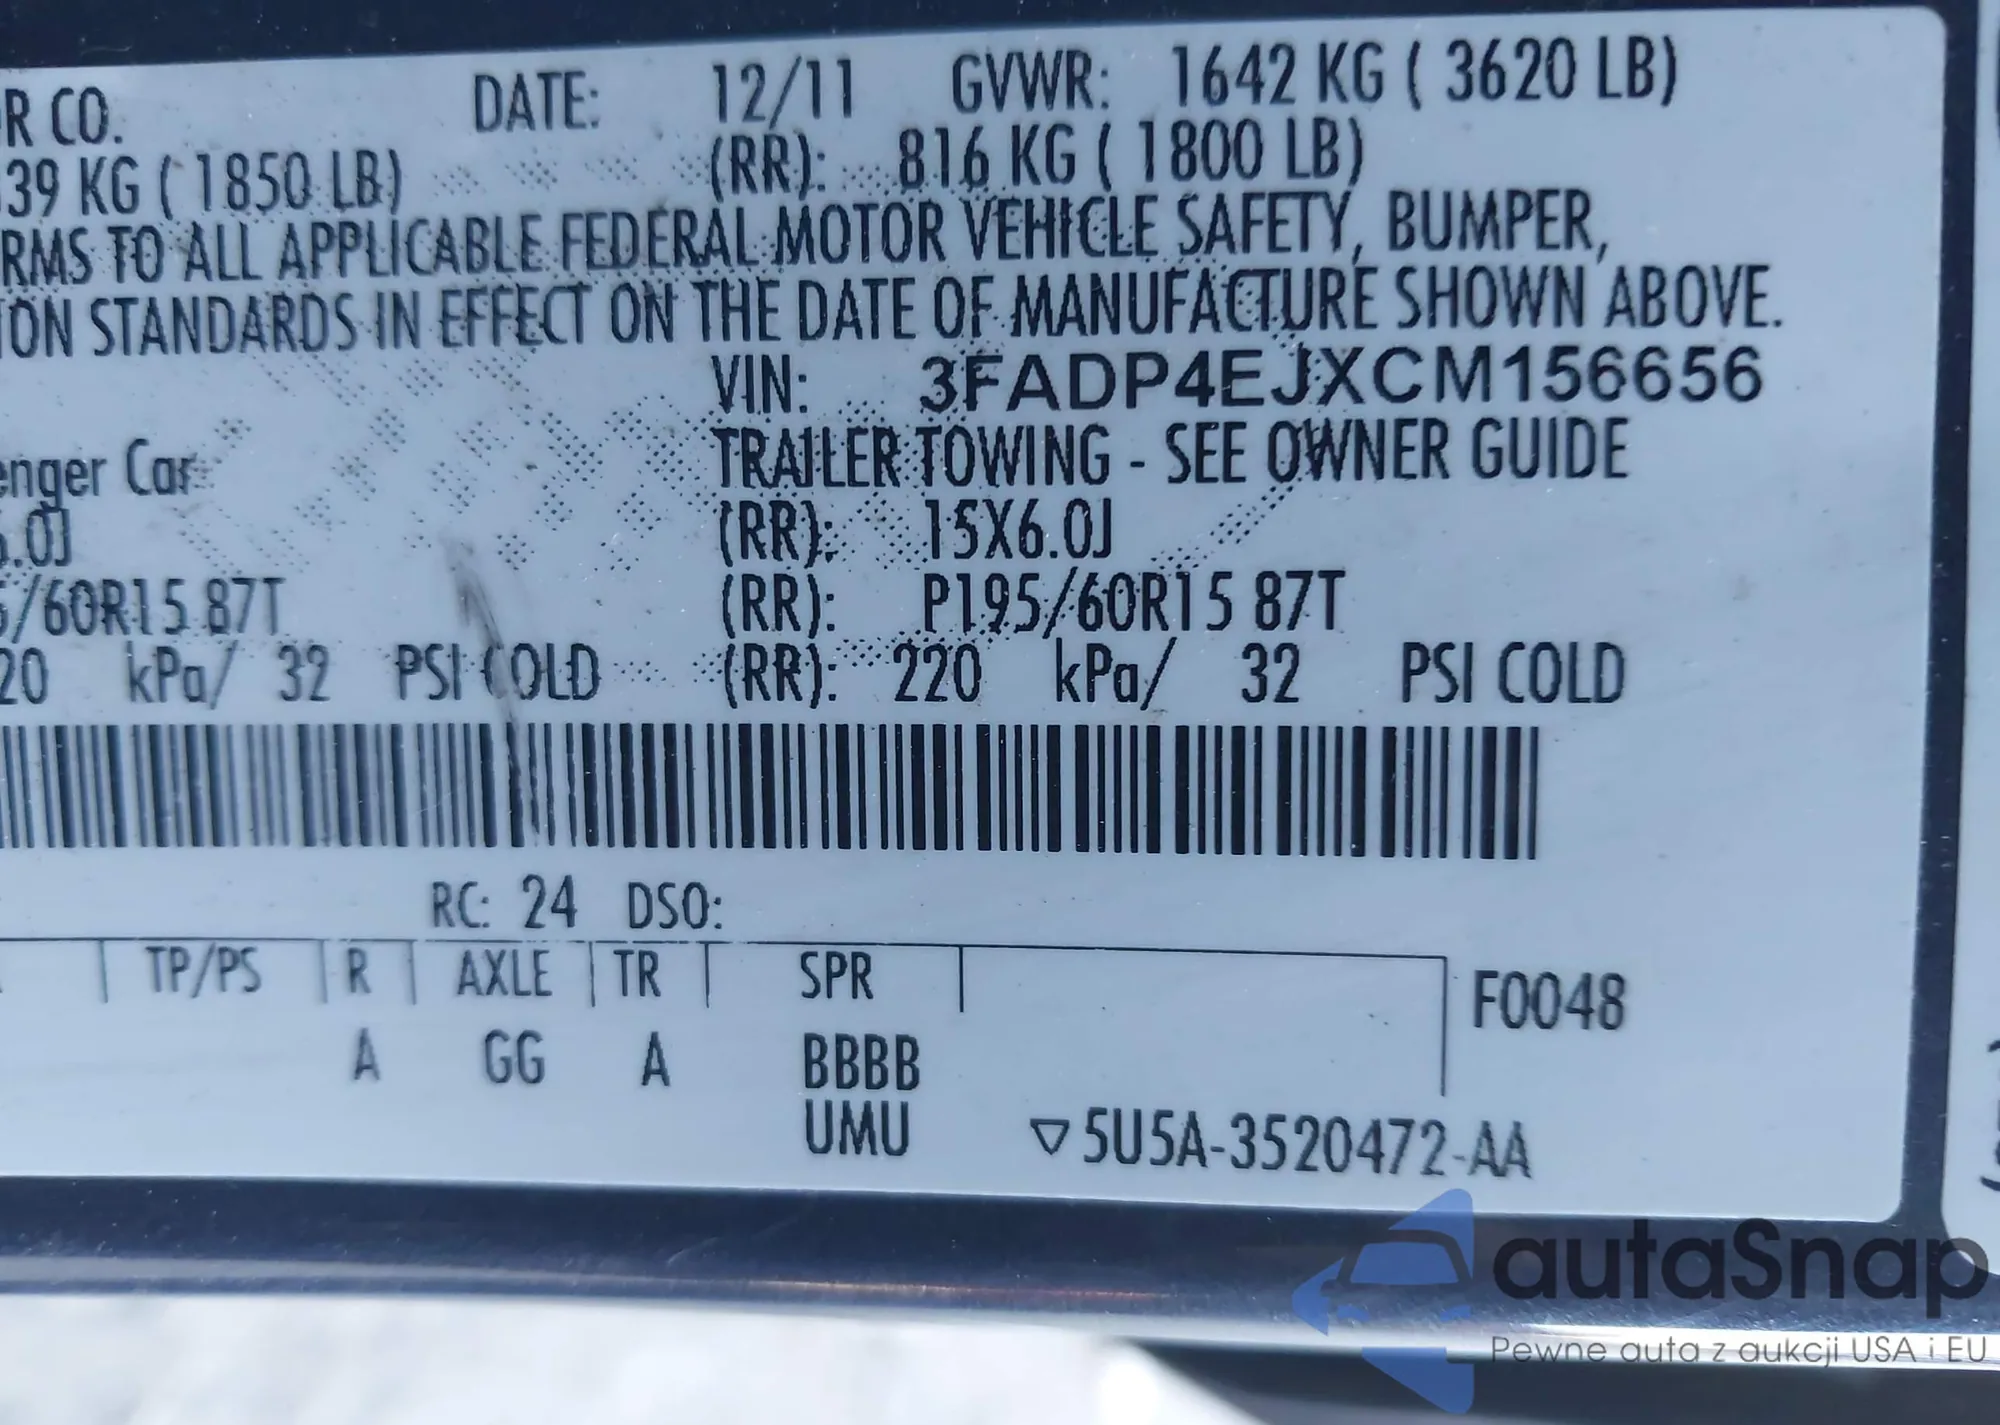 R CO. DATE: 12/11 GVWR: 1642 KG ( 3620 LB)
39 KG ( 1850 LB) (RR): 816 KG ( 1800 LB)
RMS TO ALL APPLICABLE FEDERAL MOTOR VEHICLE SAFETY, BUMPER,
ON STANDARDS IN EFFECT ON THE DATE OF MANUFACTURE SHOWN ABOVE.
VIN: 3FADP4EJXCM156656
enger Car TRAILER TOWING - SEE OWNER GUIDE
.0J (RR): 15X6.0J
/60R15 87T (RR): P195/60R15 87T
20 kPa/ 32 PSI COLD (RR): 220 kPa/ 32 PSI COLD
RC: 24 DSO:
TP/PS R AXLE TR SPR F0048
A GG A BBBB
UMU ▽5U5A-3520472-AA
autaSnap
Pewne auta z aukcji USA i EU